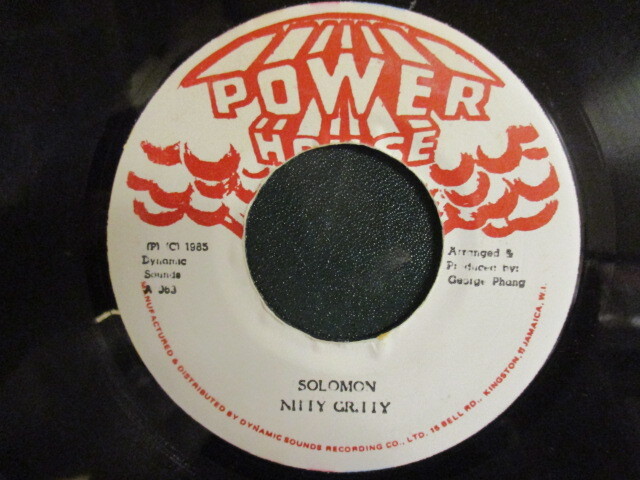 POWER
HOUSE
(P) (C) 1985
Dynamic
Sounds
A 363
Arranged &
Produced by:
George Phang
SOLOMON
NITTY GRITTY
MANUFACTURED & DISTRIBUTED BY DYNAMIC SOUNDS RECORDING CO., LTD. 15 BELL RD., KINGSTON, 11 JAMAICA, W.I.